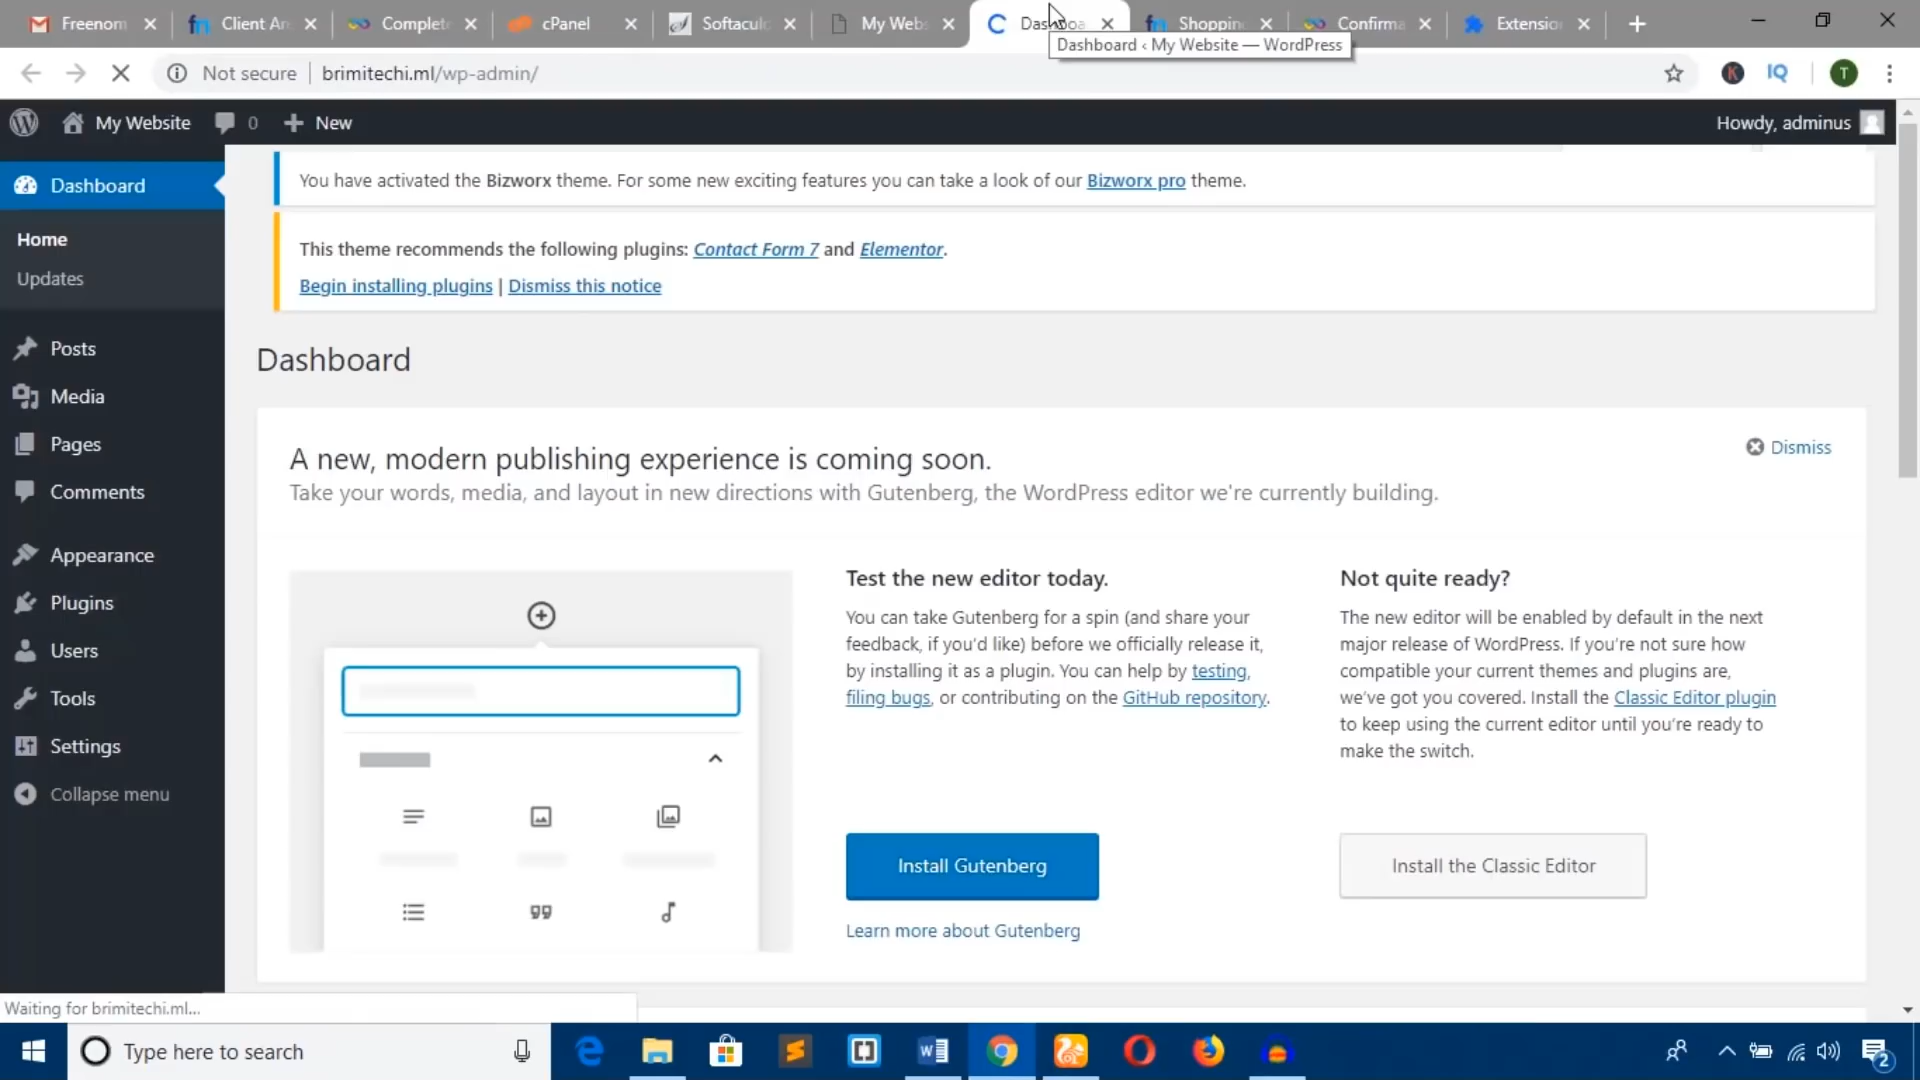 Freenom
Client Ar
Complete
cPanel
Softacul
My Web
Dashboa
Shopping
Confirma
Extension
Dashboard ‹ My Website — WordPress
Not secure
brimitechi.ml/wp-admin/
IQ
T
My Website
0
New
Howdy, adminus
Dashboard
Home
Updates
Posts
Media
Pages
Comments
Appearance
Plugins
Users
Tools
Settings
Collapse menu
You have activated the Bizworx theme. For some new exciting features you can take a look of our Bizworx pro theme.
This theme recommends the following plugins: Contact Form 7 and Elementor.
Begin installing plugins | Dismiss this notice
Dashboard
Dismiss
A new, modern publishing experience is coming soon.
Take your words, media, and layout in new directions with Gutenberg, the WordPress editor we're currently building.
Test the new editor today.
You can take Gutenberg for a spin (and share your
feedback, if you'd like) before we officially release it,
by installing it as a plugin. You can help by testing,
filing bugs, or contributing on the GitHub repository.
Install Gutenberg
Learn more about Gutenberg
Not quite ready?
The new editor will be enabled by default in the next
major release of WordPress. If you're not sure how
compatible your current themes and plugins are,
we've got you covered. Install the Classic Editor plugin
to keep using the current editor until you're ready to
make the switch.
Install the Classic Editor
Waiting for brimitechi.ml...
Type here to search
2